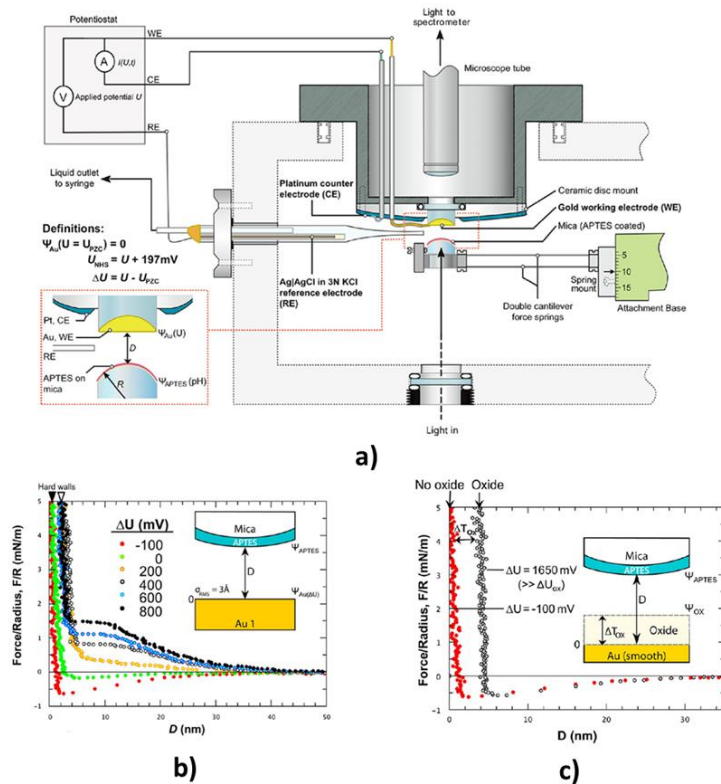 Potentiostat
WE
A
i(U,t)
CE
V
Applied potential U
RE
Light to
spectrometer
Microscope tube
Liquid outlet
to syringe
Platinum counter
electrode (CE)
Ceramic disc mount
Gold working electrode (WE)
Mica (APTES coated)
Definitions:
Ψ_Au(U = U_PZC) = 0
U_NHS = U + 197mV
ΔU = U - U_PZC
Ag|AgCl in 3N KCl
reference electrode
(RE)
5
10
15
Spring
mount
Attachment Base
Double cantilever
force springs
Pt, CE
Au, WE
Ψ_Au(U)
D
RE
APTES on
mica
R
Ψ_APTES(pH)
Light in
a)
Hard walls
Force/Radius, F/R (mN/m)
5
4
3
2
1
0
-1
ΔU (mV)
-100
0
200
400
600
800
Mica
APTES
Ψ_APTES
D
σ_RMS = 3Å
0
Ψ_Au(ΔU)
Au 1
0 10 20 30 40 50
D (nm)
b)
No oxide Oxide
Force/Radius, F/R (mN/m)
5
4
3
2
1
0
-1
ΔT_OX
ΔU = 1650 mV
(>> ΔU_ox)
ΔU = -100 mV
Mica
APTES
Ψ_APTES
D
Ψ_OX
ΔT_OX
Oxide
0
Au (smooth)
0 10 20 30
D (nm)
c)